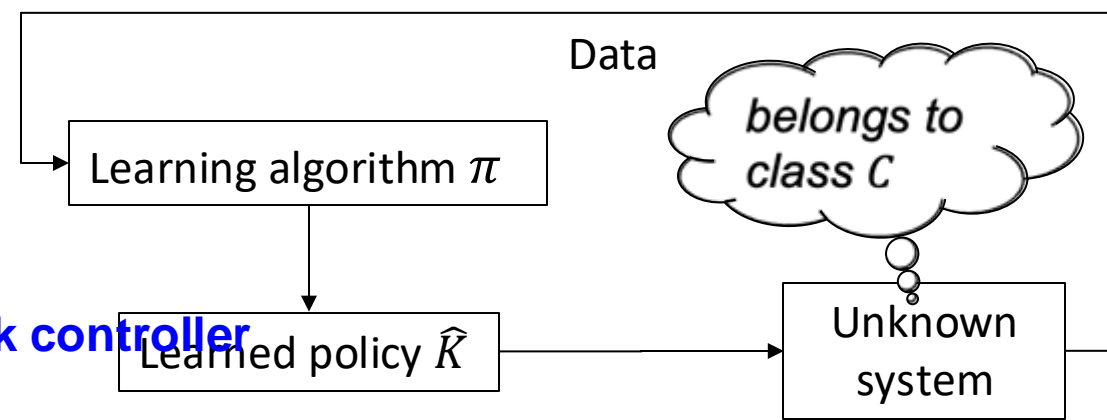 Data
belongs to
class C
Learning algorithm π
k controller
Learned policy K̂
Unknown
system